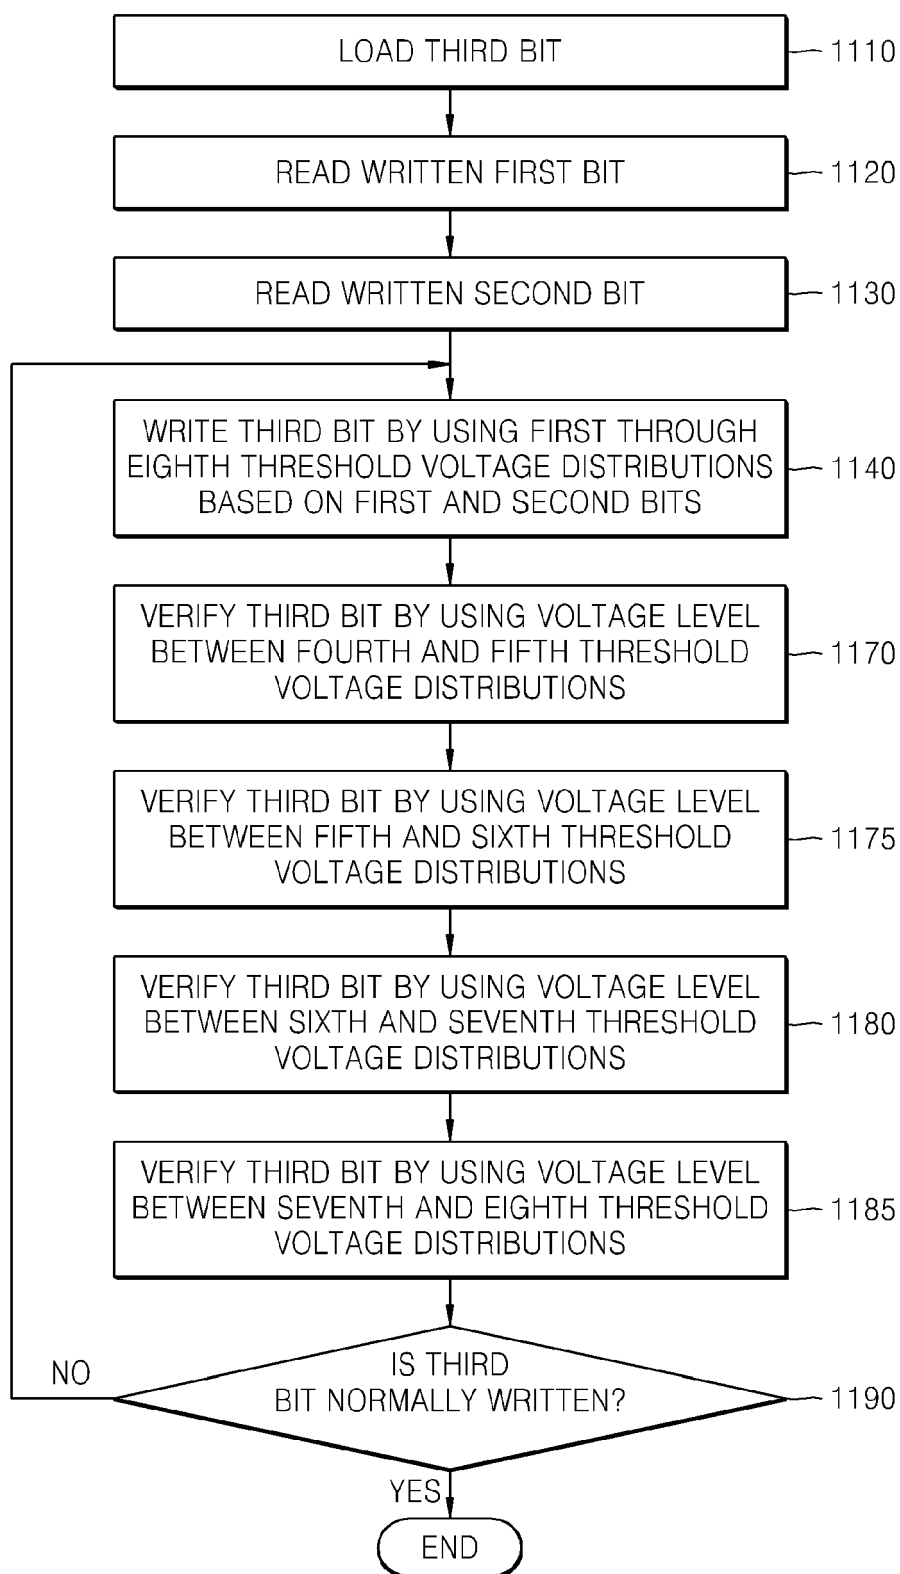 LOAD THIRD BIT
1110
READ WRITTEN FIRST BIT
1120
READ WRITTEN SECOND BIT
1130
WRITE THIRD BIT BY USING FIRST THROUGH
EIGHTH THRESHOLD VOLTAGE DISTRIBUTIONS
BASED ON FIRST AND SECOND BITS
1140
VERIFY THIRD BIT BY USING VOLTAGE LEVEL
BETWEEN FOURTH AND FIFTH THRESHOLD
VOLTAGE DISTRIBUTIONS
1170
VERIFY THIRD BIT BY USING VOLTAGE LEVEL
BETWEEN FIFTH AND SIXTH THRESHOLD
VOLTAGE DISTRIBUTIONS
1175
VERIFY THIRD BIT BY USING VOLTAGE LEVEL
BETWEEN SIXTH AND SEVENTH THRESHOLD
VOLTAGE DISTRIBUTIONS
1180
VERIFY THIRD BIT BY USING VOLTAGE LEVEL
BETWEEN SEVENTH AND EIGHTH THRESHOLD
VOLTAGE DISTRIBUTIONS
1185
NO
IS THIRD
BIT NORMALLY WRITTEN?
1190
YES
END